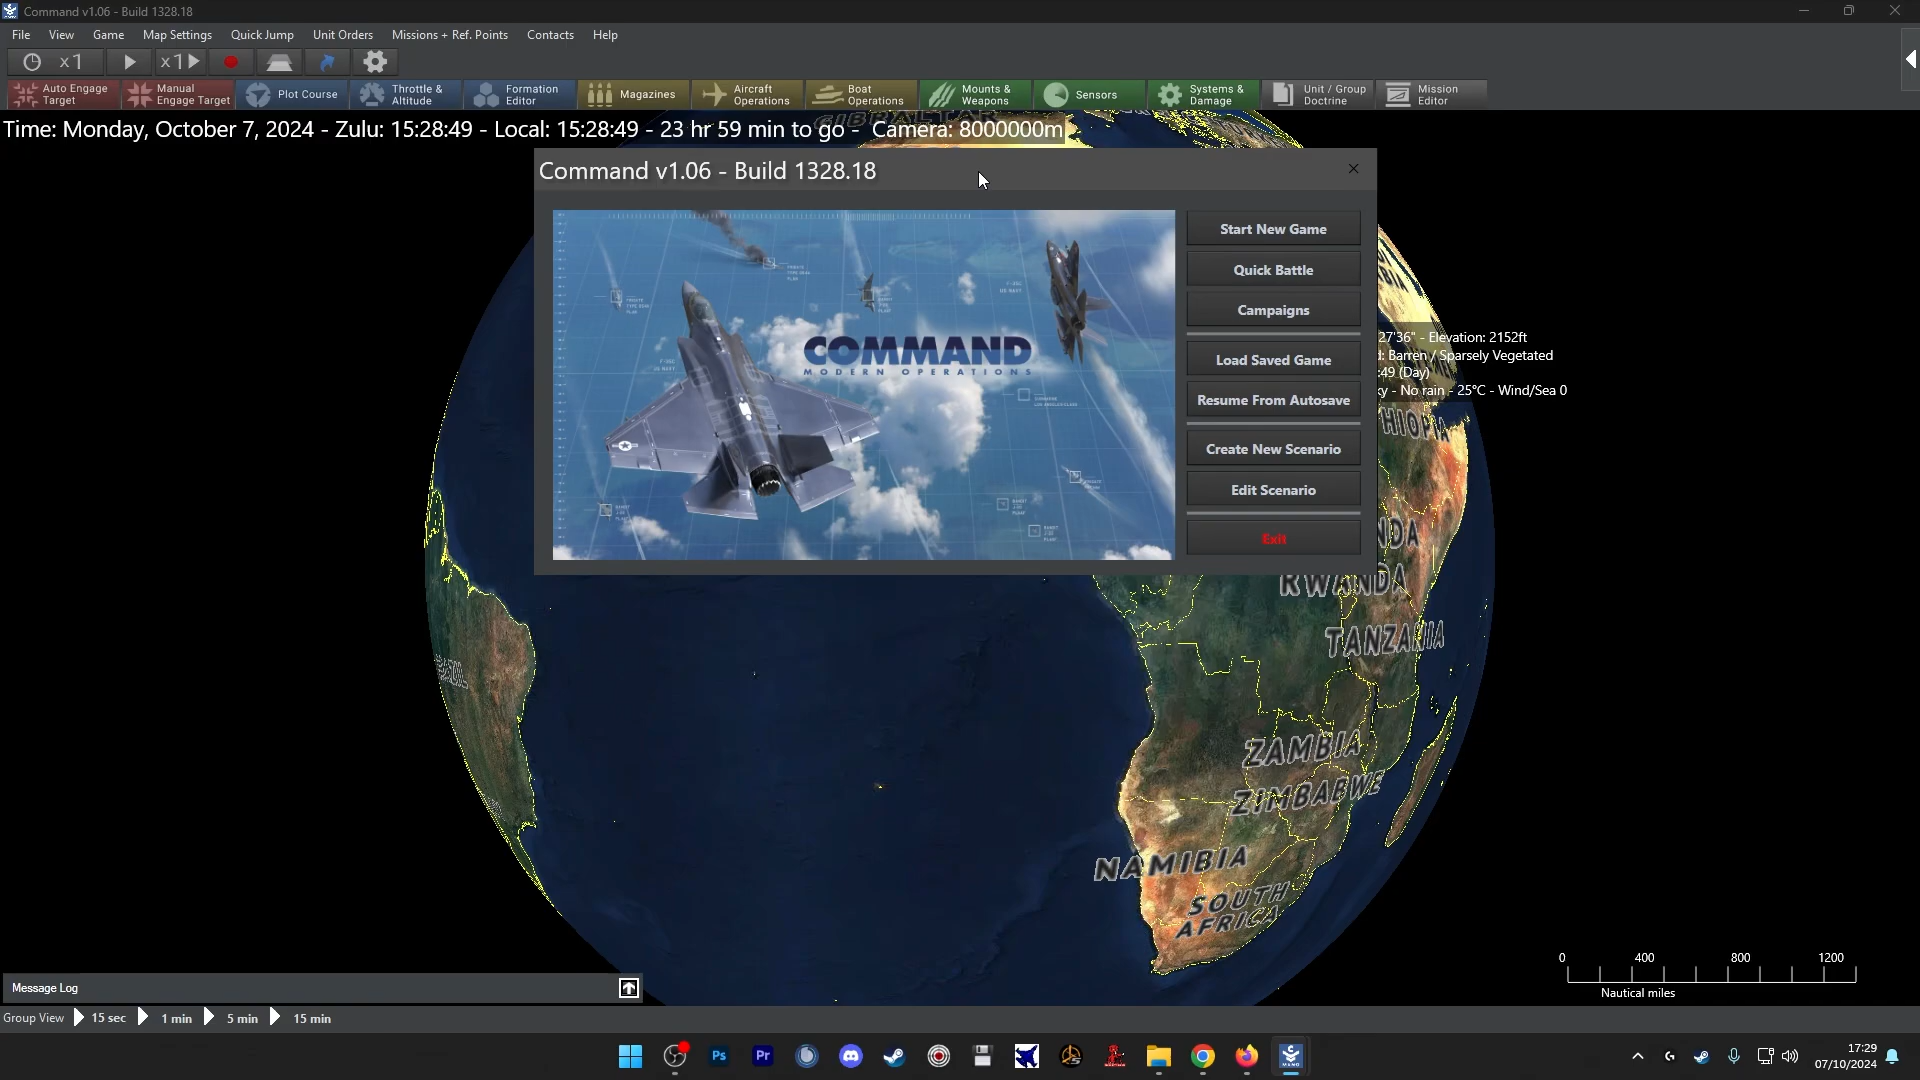 Command v1.06 - Build 1328.18
File View Game Map Settings Quick Jump Unit Orders Missions + Ref. Points Contacts Help
x 1 x1
Auto Engage Target
Manual Engage Target
Plot Course
Throttle & Altitude
Formation Editor
Magazines
Aircraft Operations
Boat Operations
Mounts & Weapons
Sensors
Systems & Damage
Unit / Group Doctrine
Mission Editor
Time: Monday, October 7, 2024 - Zulu: 15:28:49 - Local: 15:28:49 - 23 hr 59 min to go - Camera: 8000000m
GIBRALTAR
Command v1.06 - Build 1328.18
COMMAND
MODERN OPERATIONS
Start New Game
Quick Battle
Campaigns
Load Saved Game
Resume From Autosave
Create New Scenario
Edit Scenario
Exit
27'36" - Elevation: 2152ft
: Barren / Sparsely Vegetated
:49 (Day)
- No rain - 25°C - Wind/Sea 0
HIOPIA
NDA
RWANDA
TANZANIA
ZAMBIA
ZIMBABWE
NAMIBIA
SOUTH
AFRICA
0 400 800 1200
Nautical miles
Message Log
Group View 15 sec 1 min 5 min 15 min
Ps Pr
17:29
07/10/2024